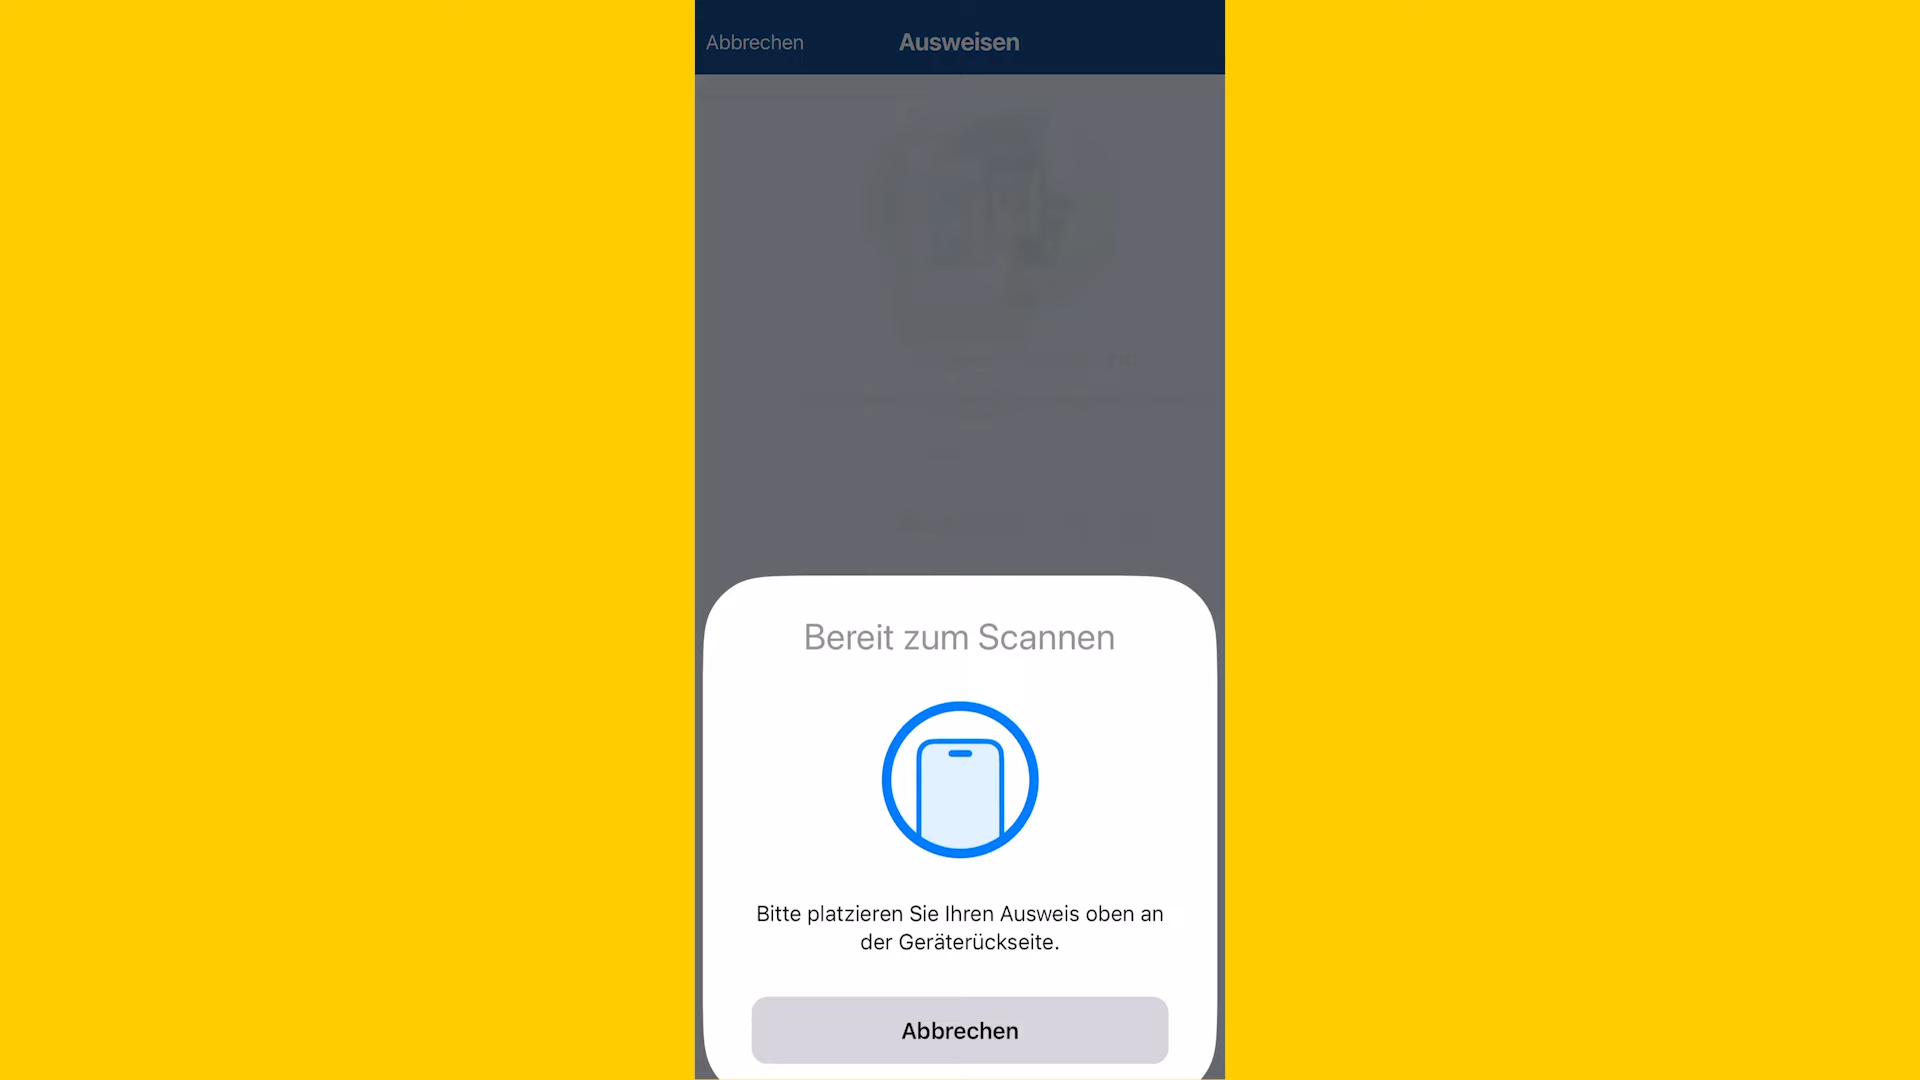 Abbrechen
Ausweisen
Bereit zum Scannen
Bitte platzieren Sie Ihren Ausweis oben an
der Geräterückseite.
Abbrechen